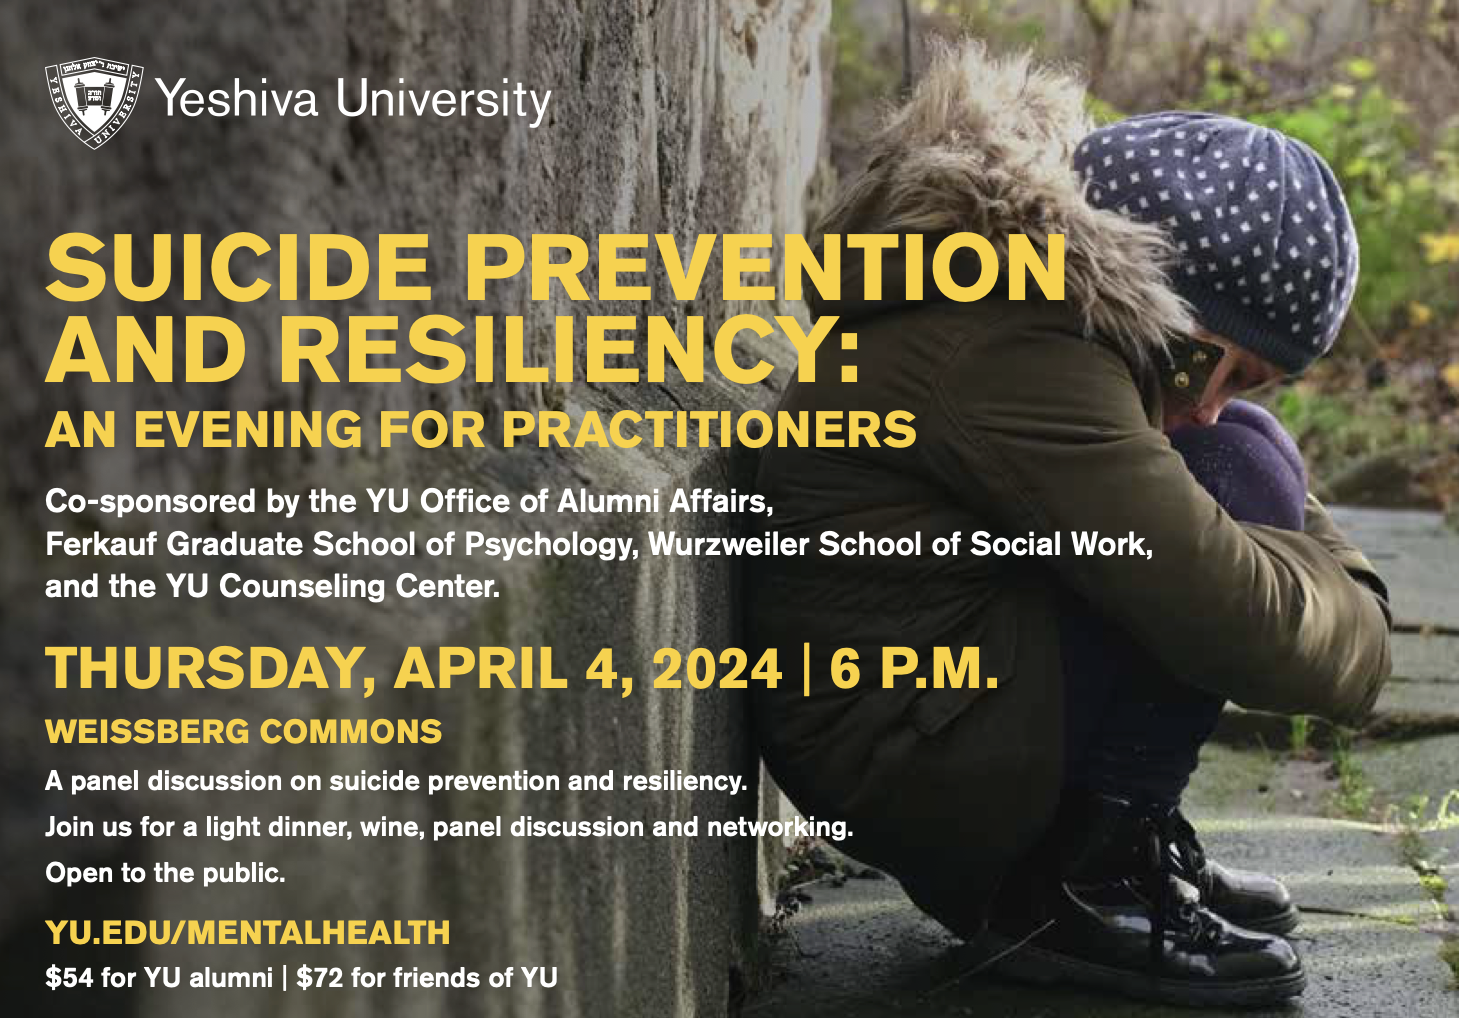 Yeshiva University
YESHIVA UNIVERSITY
SUICIDE PREVENTION
AND RESILIENCY:
AN EVENING FOR PRACTITIONERS
Co-sponsored by the YU Office of Alumni Affairs,
Ferkauf Graduate School of Psychology, Wurzweiler School of Social Work,
and the YU Counseling Center.
THURSDAY, APRIL 4, 2024 | 6 P.M.
WEISSBERG COMMONS
A panel discussion on suicide prevention and resiliency.
Join us for a light dinner, wine, panel discussion and networking.
Open to the public.
YU.EDU/MENTALHEALTH
$54 for YU alumni | $72 for friends of YU